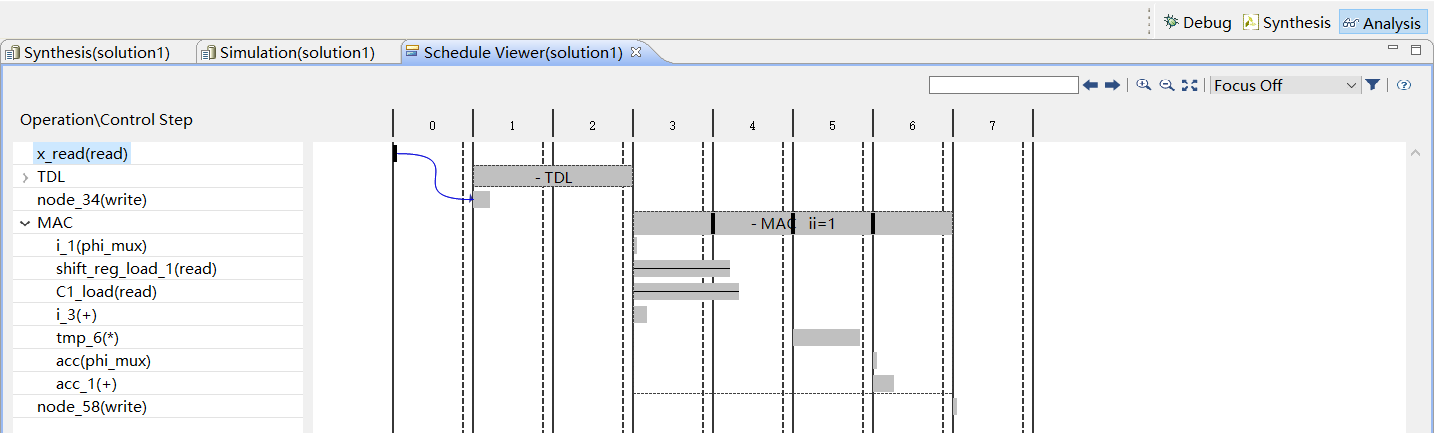 Debug Synthesis Analysis
Synthesis(solution1) Simulation(solution1) Schedule Viewer(solution1)
Focus Off
Operation\Control Step 0 1 2 3 4 5 6 7
x_read(read)
TDL - TDL
node_34(write)
MAC - MAC ii=1
i_1(phi_mux)
shift_reg_load_1(read)
C1_load(read)
i_3(+)
tmp_6(*)
acc(phi_mux)
acc_1(+)
node_58(write)